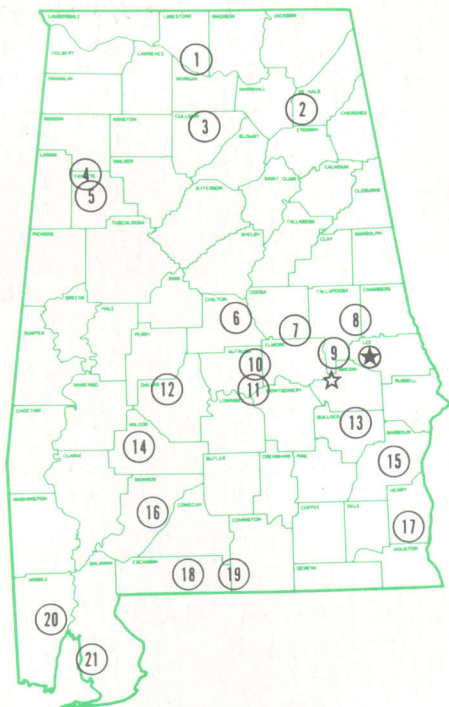 LAUDERDALE LIMESTONE MADISON JACKSON
COLBERT LAWRENCE 1
FRANKLIN MORGAN
MARSHALL DE KALB 2
MARION WINSTON CULLMAN 3 CHEROKEE
BLOUNT ETOWAH
LAMAR 4 WALKER
FAYETTE CALHOUN
5 JEFFERSON SAINT CLAIR CLEBURNE
TUSCALOOSA TALLADEGA
PICKENS SHELBY CLAY RANDOLPH
BIBB
GREENE HALE CHILTON COOSA TALLAPOOSA CHAMBERS
SUMTER PERRY 6 7 8
AUTAUGA ELMORE 9 LEE
10 MACON
MARENGO DALLAS 12 11 MONTGOMERY RUSSELL
LOWNDES
CHOCTAW BULLOCK 13
WILCOX BARBOUR
14
CLARKE BUTLER CRENSHAW PIKE 15
MONROE HENRY
WASHINGTON 16 CONECUH COFFEE DALE
COVINGTON 17
HOUSTON
BALDWIN ESCAMBIA 18 19 GENEVA
MOBILE
20
21